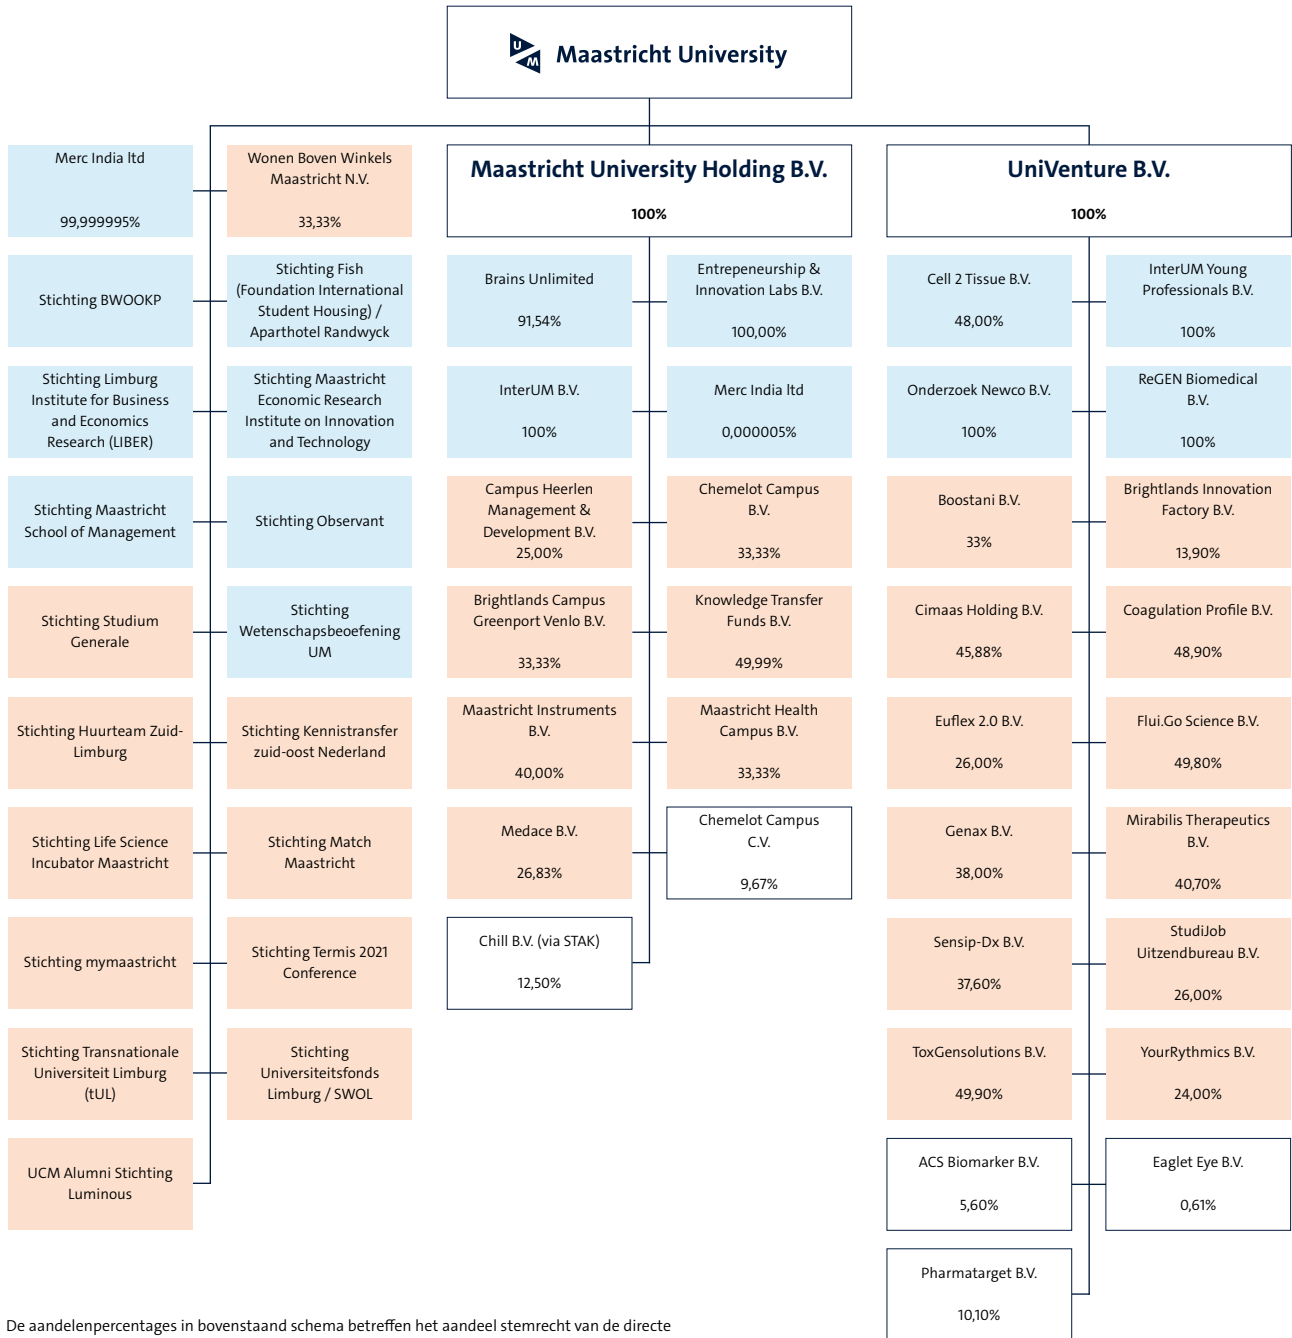 U
M
Maastricht University
Merc India ltd
99,999995%
Wonen Boven Winkels
Maastricht N.V.
33,33%
Stichting BWOOKP
Stichting Fish
(Foundation International
Student Housing) /
Aparthotel Randwyck
Stichting Limburg
Institute for Business
and Economics
Research (LIBER)
Stichting Maastricht
Economic Research
Institute on Innovation
and Technology
Stichting Maastricht
School of Management
Stichting Observant
Stichting Studium
Generale
Stichting
Wetenschapsbeoefening
UM
Stichting Huurteam Zuid-
Limburg
Stichting Kennistransfer
zuid-oost Nederland
Stichting Life Science
Incubator Maastricht
Stichting Match
Maastricht
Stichting mymaastricht
Stichting Termis 2021
Conference
Stichting Transnationale
Universiteit Limburg
(tUL)
Stichting
Universiteitsfonds
Limburg / SWOL
UCM Alumni Stichting
Luminous
Maastricht University Holding B.V.
100%
Brains Unlimited
91,54%
Entrepeneurship &
Innovation Labs B.V.
100,00%
InterUM B.V.
100%
Merc India ltd
0,000005%
Campus Heerlen
Management &
Development B.V.
25,00%
Chemelot Campus
B.V.
33,33%
Brightlands Campus
Greenport Venlo B.V.
33,33%
Knowledge Transfer
Funds B.V.
49,99%
Maastricht Instruments
B.V.
40,00%
Maastricht Health
Campus B.V.
33,33%
Medace B.V.
26,83%
Chemelot Campus
C.V.
9,67%
Chill B.V. (via STAK)
12,50%
UniVenture B.V.
100%
Cell 2 Tissue B.V.
48,00%
InterUM Young
Professionals B.V.
100%
Onderzoek Newco B.V.
100%
ReGEN Biomedical
B.V.
100%
Boostani B.V.
33%
Brightlands Innovation
Factory B.V.
13,90%
Cimaas Holding B.V.
45,88%
Coagulation Profile B.V.
48,90%
Euflex 2.0 B.V.
26,00%
Flui.Go Science B.V.
49,80%
Genax B.V.
38,00%
Mirabilis Therapeutics
B.V.
40,70%
Sensip-Dx B.V.
37,60%
StudiJob
Uitzendbureau B.V.
26,00%
ToxGensolutions B.V.
49,90%
YourRythmics B.V.
24,00%
ACS Biomarker B.V.
5,60%
Eaglet Eye B.V.
0,61%
Pharmatarget B.V.
10,10%
De aandelenpercentages in bovenstaand schema betreffen het aandeel stemrecht van de directe